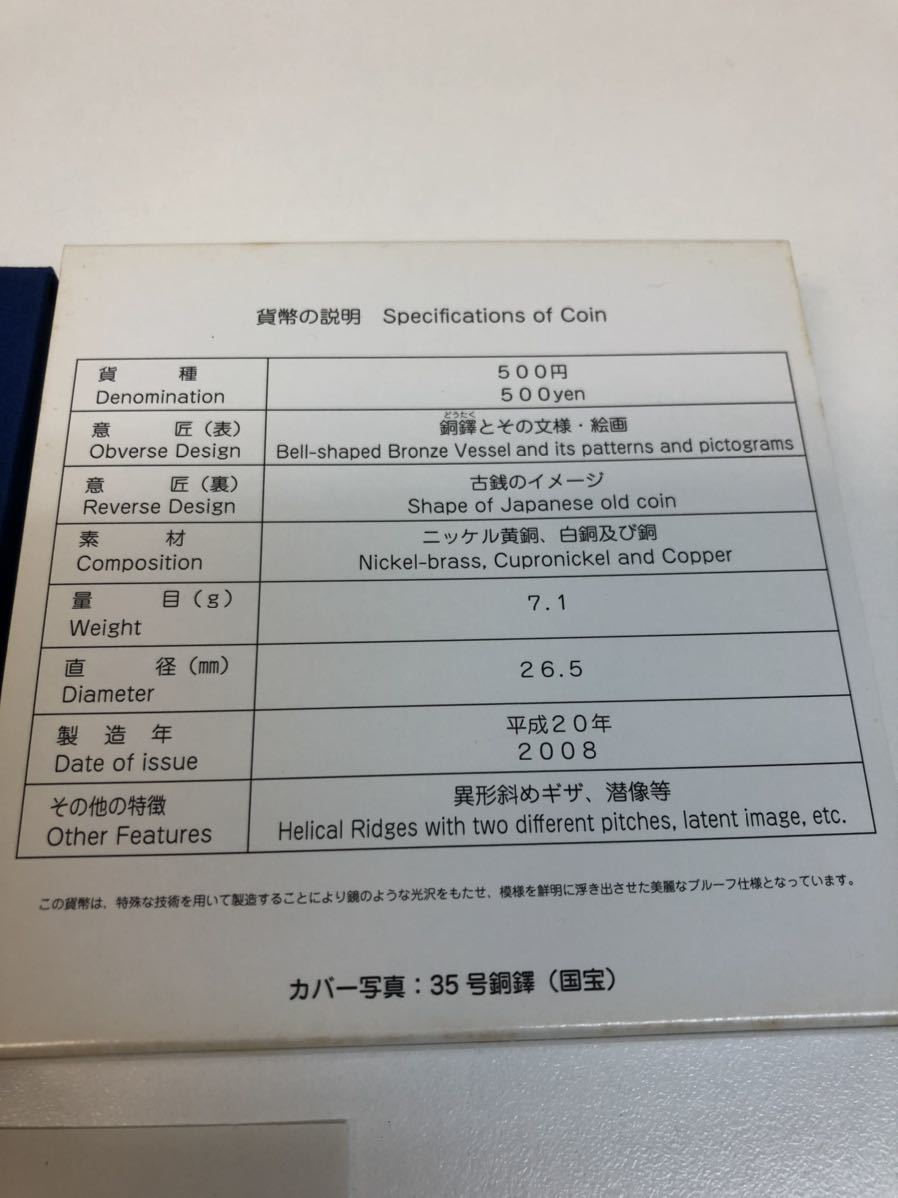 貨幣の説明 Specifications of Coin
貨種 500円
Denomination 500yen
どうたく
意匠(表) 銅鐸とその文様・絵画
Obverse Design Bell-shaped Bronze Vessel and its patterns and pictograms
意匠(裏) 古銭のイメージ
Reverse Design Shape of Japanese old coin
素材 ニッケル黄銅、白銅及び銅
Composition Nickel-brass, Cupronickel and Copper
量目(g) 7.1
Weight
直径(㎜) 26.5
Diameter
製造年 平成20年
Date of issue 2008
その他の特徴 異形斜めギザ、潜像等
Other Features Helical Ridges with two different pitches, latent image, etc.
この貨幣は、特殊な技術を用いて製造することにより鏡のような光沢をもたせ、模様を鮮明に浮き出させた美麗なプルーフ仕様となっています。
カバー写真:35号銅鐸(国宝)